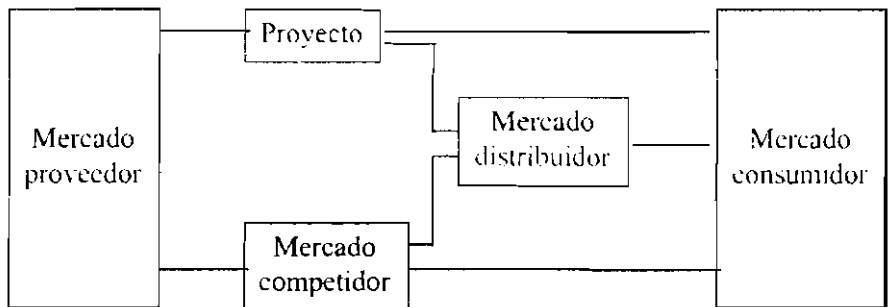 Proyecto
Mercado
proveedor
Mercado
distribuidor
Mercado
consumidor
Mercado
competidor